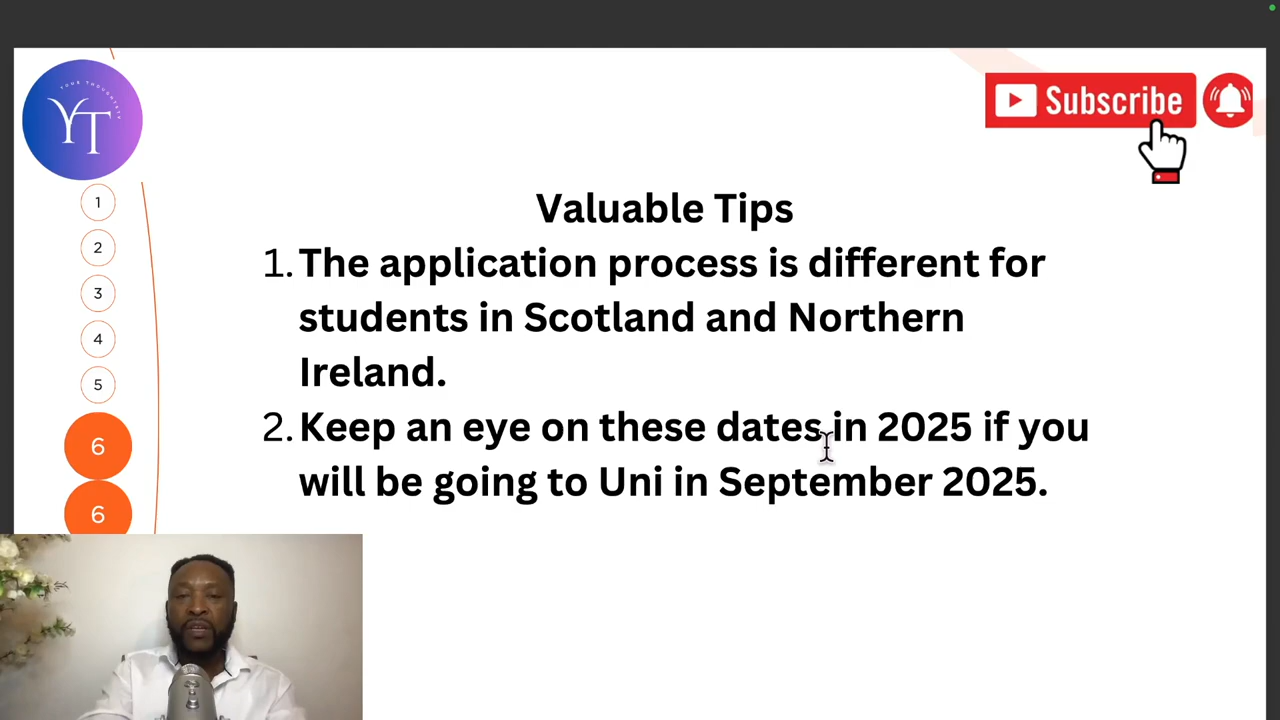 YOUR THOUGHTSTV
YT
Subscribe
1
2
3
4
5
6
6
Valuable Tips
1. The application process is different for
students in Scotland and Northern
Ireland.
2. Keep an eye on these dates in 2025 if you
will be going to Uni in September 2025.